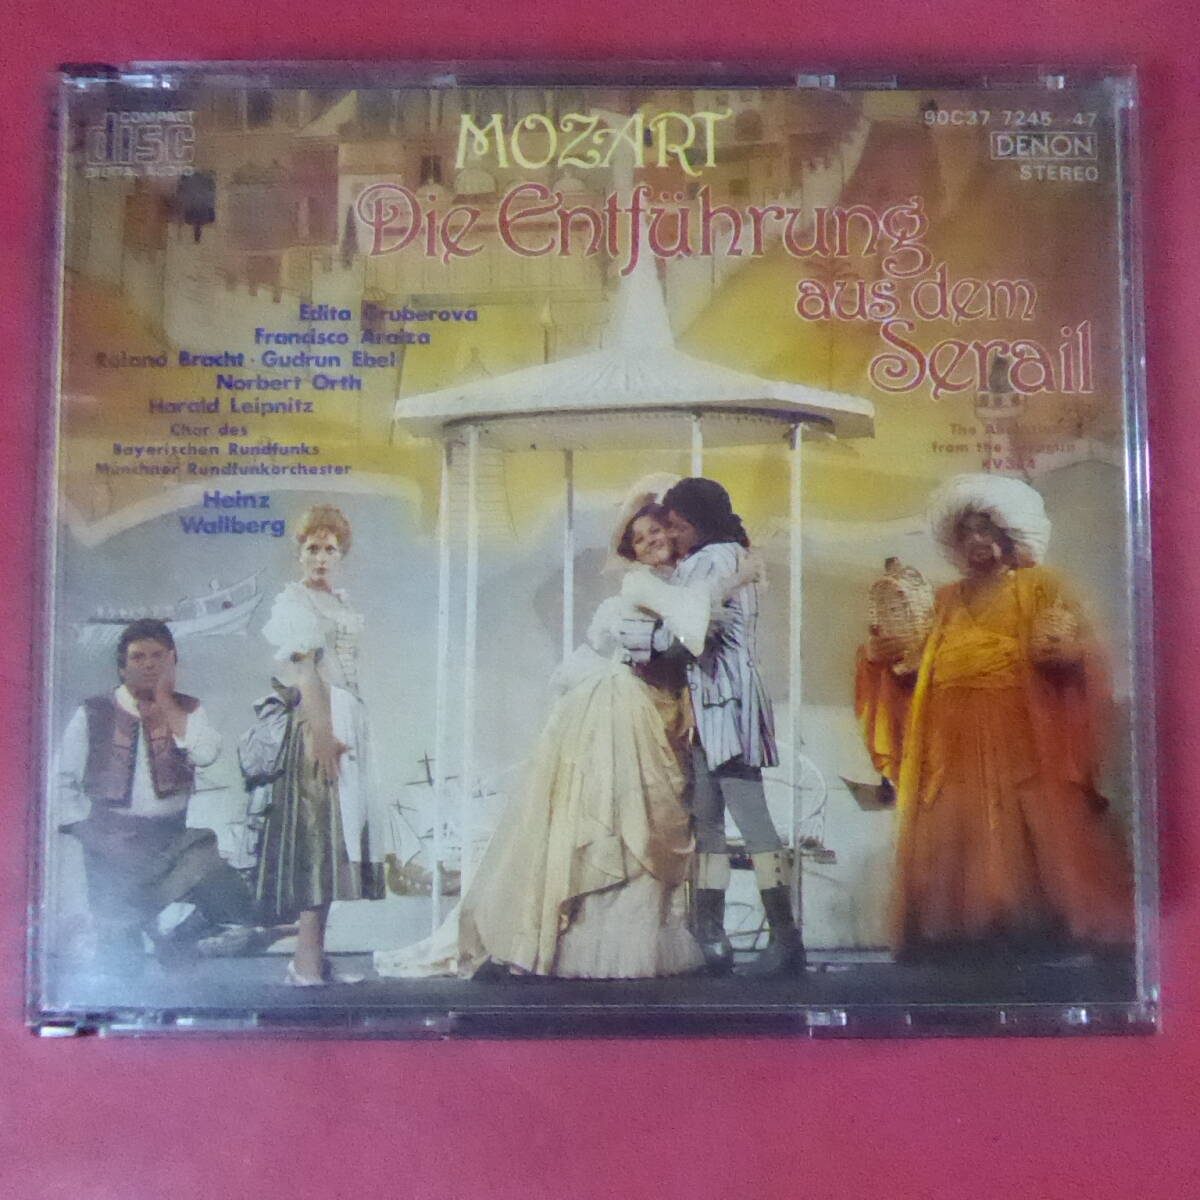 COMPACT
disc
DIGITAL AUDIO
MOZART
90C37 7245 47
DENON
STEREO
Die Entführung
aus dem
Serail
Edita Gruberová
Francisco Araiza
Roland Bracht · Gudrun Ebel
Norbert Orth
Harald Leipnitz
Chor des
Bayerischen Rundfunks
Münchner Rundfunkorchester
Heinz
Wallberg
The
from the